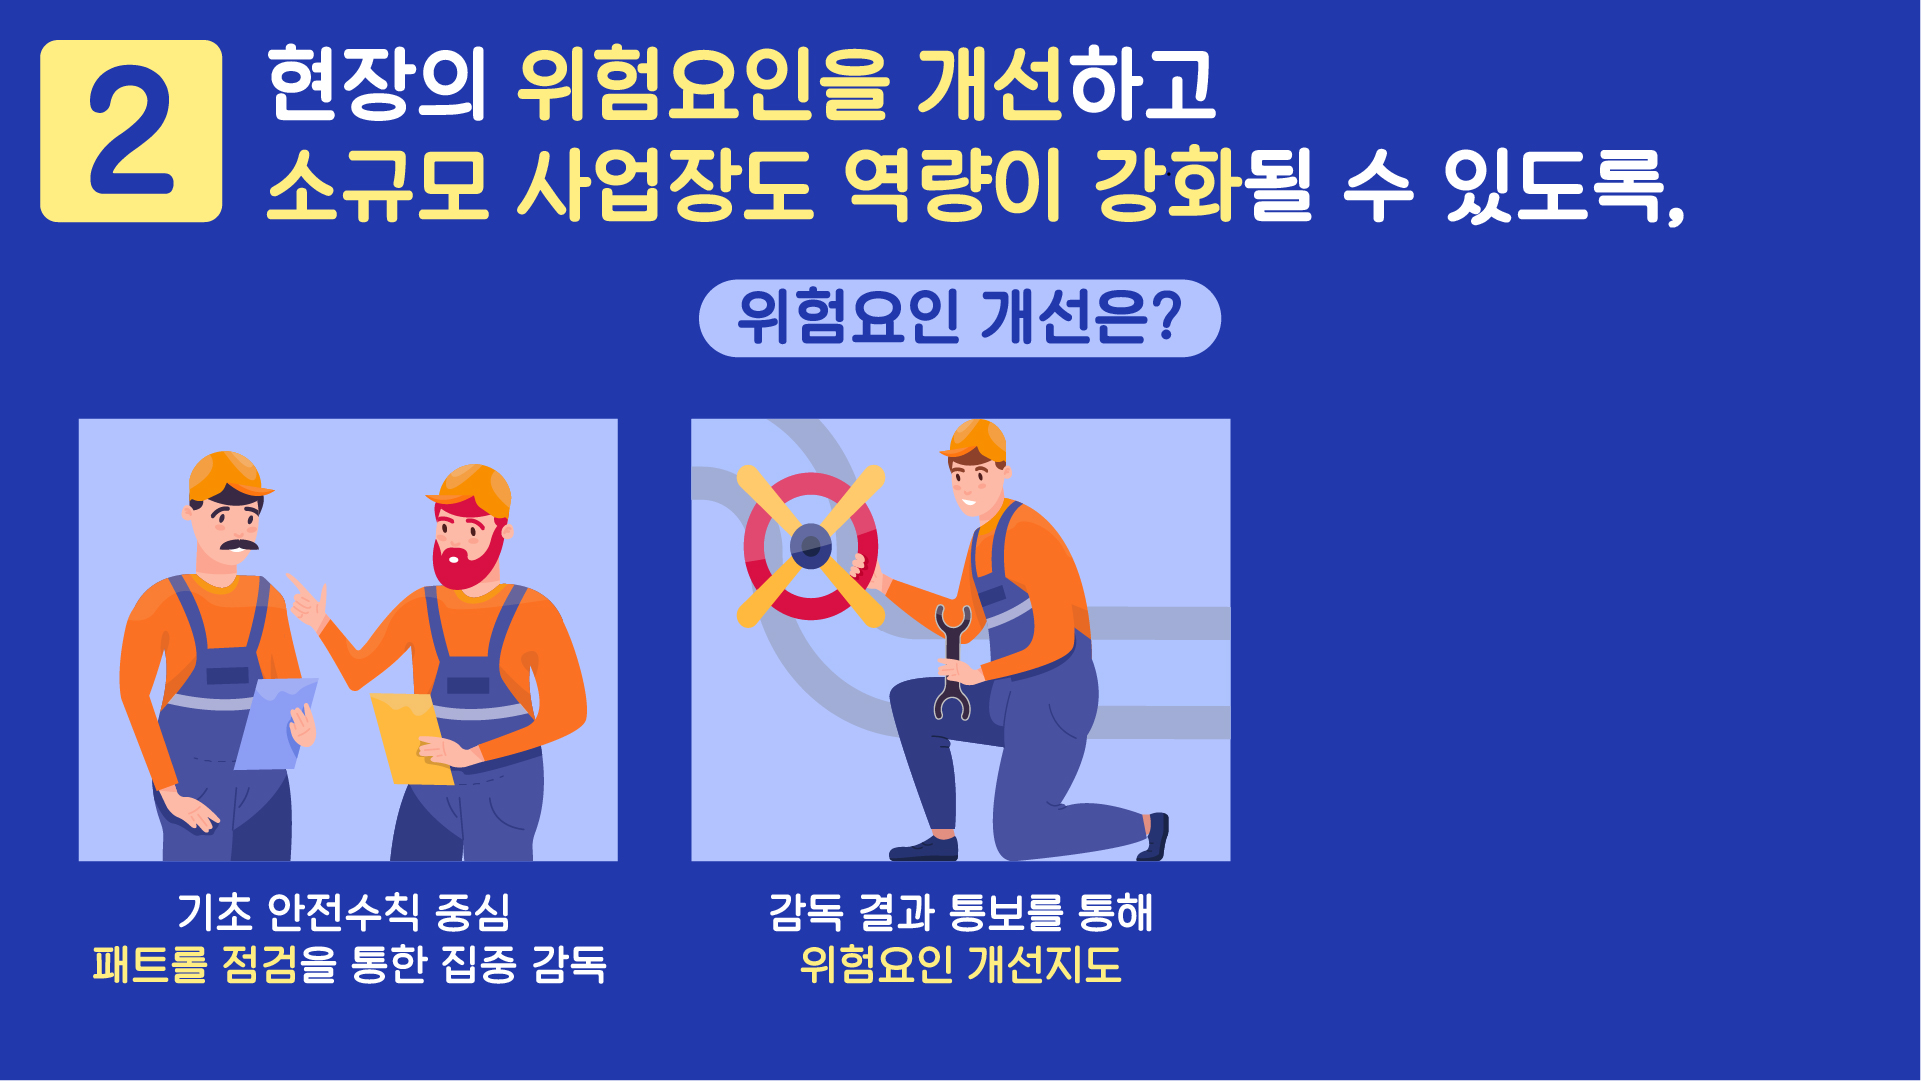 2
현장의 위험요인을 개선하고
소규모 사업장도 역량이 강화될 수 있도록,
위험요인 개선은?
기초 안전수칙 중심
패트롤 점검을 통한 집중 감독
감독 결과 통보를 통해
위험요인 개선지도